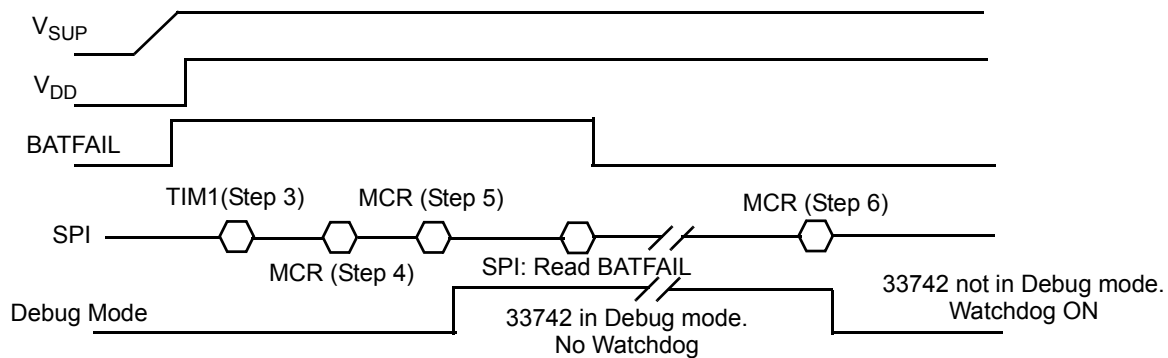 VSUP
VDD
BATFAIL
TIM1(Step 3)
MCR (Step 5)
MCR (Step 6)
SPI
MCR (Step 4)
SPI: Read BATFAIL
Debug Mode
33742 in Debug mode.
No Watchdog
33742 not in Debug mode.
Watchdog ON